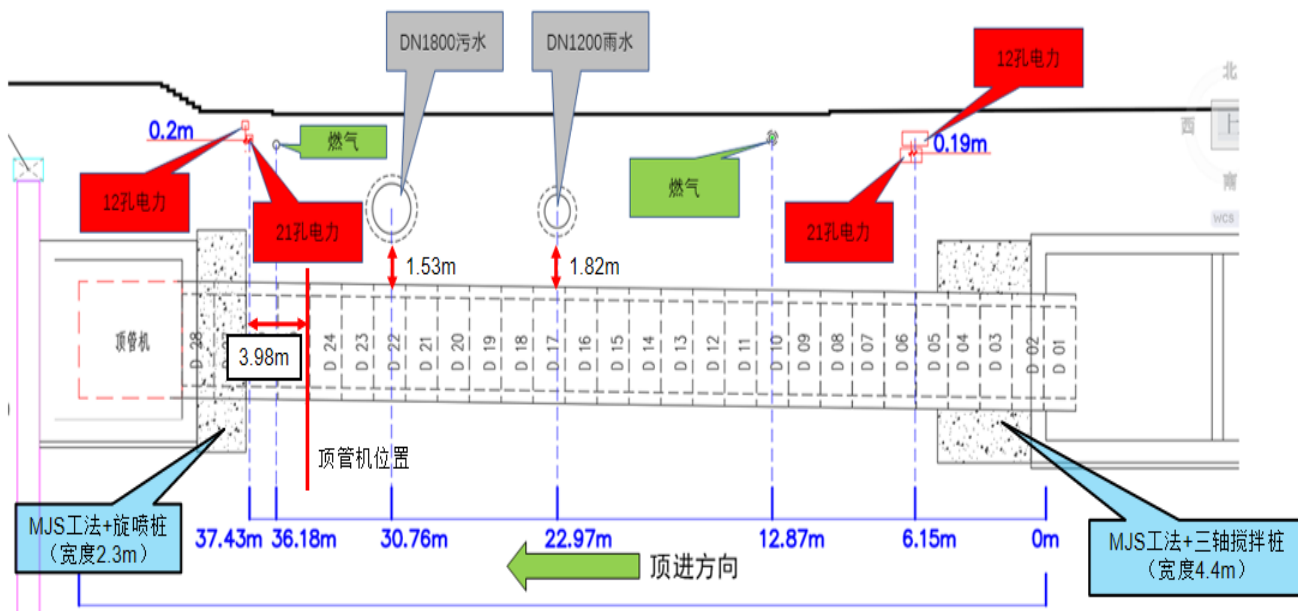 DN1800污水
DN1200雨水
12孔电力
北
西
上
南
WCS
0.2m
燃气
0.19m
12孔电力
21孔电力
燃气
21孔电力
1.53m
1.82m
顶管机
D 28
3.98m
D 24
D 23
D 22
D 21
D 20
D 19
D 18
D 17
D 16
D 15
D 14
D 13
D 12
D 11
D 10
D 09
D 08
D 07
D 06
D 05
D 04
D 03
D 02
D 01
顶管机位置
MJS工法+旋喷桩
（宽度2.3m）
37.43m
36.18m
30.76m
22.97m
12.87m
6.15m
0m
顶进方向
MJS工法+三轴搅拌桩
（宽度4.4m）